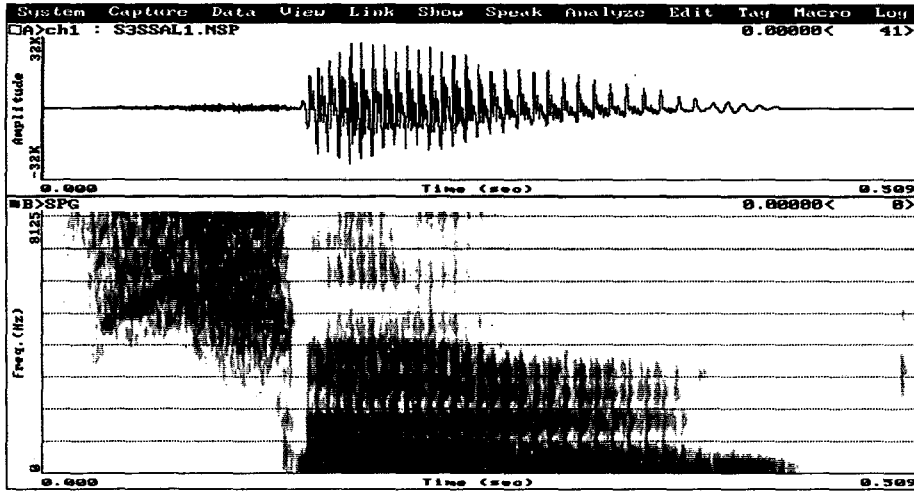 System Capture Data View Link Show Speak Analyze Edit Tag Macro Log
A>ch1 : S3SSAL1.NSP 0.00000< 41>
32K
Amplitude
-32K
0.000 Time (sec) 0.509
B>SPG 0.00000< 0>
8125
Freq.(Hz)
0
0.000 Time (sec) 0.509